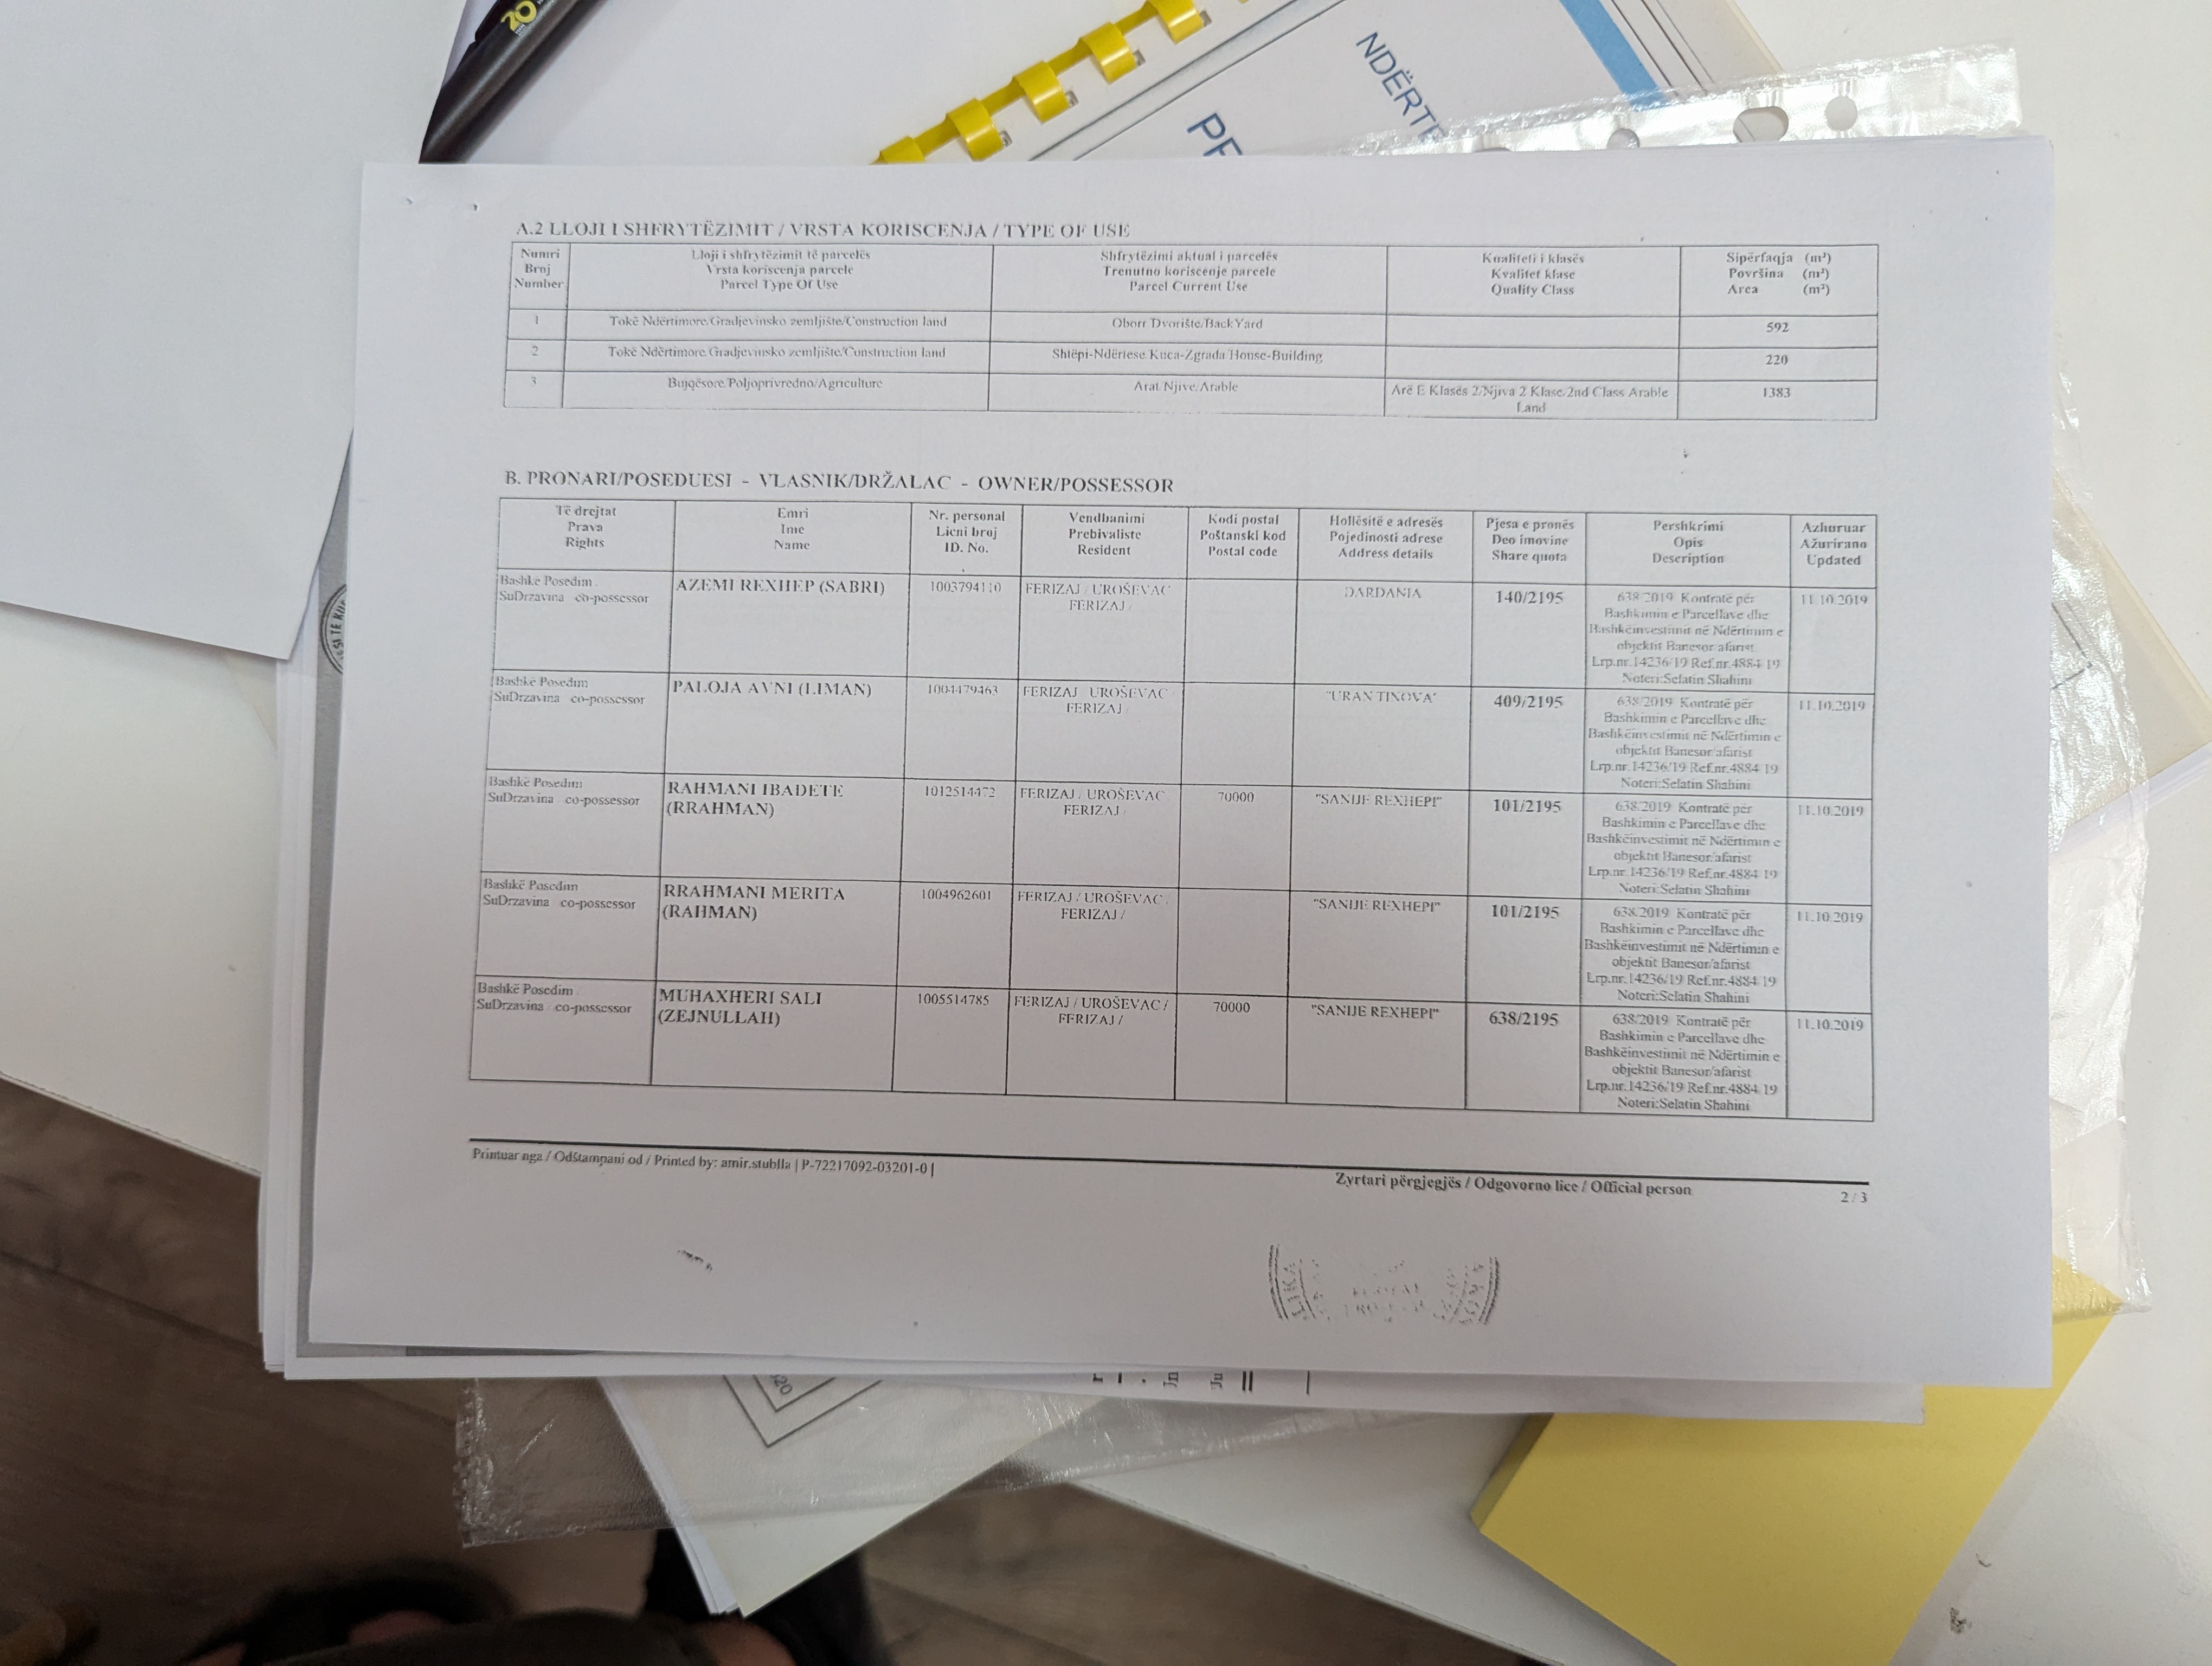 20
NDËRTI
PR
A.2 LLOJI I SHFRYTËZIMIT / VRSTA KORISCENJA / TYPE OF USE
Numri
Broj
Number
Lloji i shfrytëzimit të parcelës
Vrsta koriscenja parcele
Parcel Type Of Use
Shfrytëzimi aktual i parcelës
Trenutno koriscenje parcele
Parcel Current Use
Kualiteti i klasës
Kvalitet klase
Quality Class
Sipërfaqja (m²)
Površina (m²)
Area (m²)
1 Tokë Ndërtimore/Gradjevinsko zemljište/Construction land Oborr Dvorište/BackYard 592
2 Tokë Ndërtimore/Gradjevinsko zemljište/Construction land Shtëpi-Ndërtese/Kuca-Zgrada/House-Building 220
3 Bujqësore/Poljoprivredno/Agriculture Arat/Njive/Arable Arë E Klasës 2/Njiva 2 Klase/2nd Class Arable
Land
1383
B. PRONARI/POSEDUESI - VLASNIK/DRŽALAC - OWNER/POSSESSOR
Të drejtat
Prava
Rights
Emri
Ime
Name
Nr. personal
Licni broj
ID. No.
Vendbanimi
Prebivaliste
Resident
Kodi postal
Poštanski kod
Postal code
Hollësitë e adresës
Pojedinosti adrese
Address details
Pjesa e pronës
Deo imovine
Share quota
Pershkrimi
Opis
Description
Azhuruar
Ažurirano
Updated
Bashkë Posedim
SuDrzavina co-possessor
AZEMI REXHEP (SABRI)
1003794110
FERIZAJ / UROŠEVAC
FERIZAJ /
DARDANIA
140/2195
638/2019 Kontratë për
Bashkimin e Parcellave dhe
Bashkëinvestimit në Ndërtimin e
objektit Banesor/afarist
Lrp.nr.14236/19 Ref.nr.4884/19
Noteri:Selatin Shahini
11.10.2019
Bashkë Posedim
SuDrzavina co-possessor
PALOJA AVNI (LIMAN)
1004479463
FERIZAJ / UROŠEVAC
FERIZAJ /
"URAN TINOVA"
409/2195
638/2019 Kontratë për
Bashkimin e Parcellave dhe
Bashkëinvestimit në Ndërtimin e
objektit Banesor/afarist
Lrp.nr.14236/19 Ref.nr.4884/19
Noteri:Selatin Shahini
11.10.2019
Bashkë Posedim
SuDrzavina / co-possessor
RAHMANI IBADETE
(RRAHMAN)
1012514472
FERIZAJ / UROŠEVAC
FERIZAJ /
70000
"SANIJE REXHEPI"
101/2195
638/2019 Kontratë për
Bashkimin e Parcellave dhe
Bashkëinvestimit në Ndërtimin e
objektit Banesor/afarist
Lrp.nr.14236/19 Ref.nr.4884/19
Noteri:Selatin Shahini
11.10.2019
Bashkë Posedim
SuDrzavina co-possessor
RRAHMANI MERITA
(RAHMAN)
1004962601
FERIZAJ / UROŠEVAC /
FERIZAJ /
"SANIJE REXHEPI"
101/2195
638/2019 Kontratë për
Bashkimin e Parcellave dhe
Bashkëinvestimit në Ndërtimin e
objektit Banesor/afarist
Lrp.nr.14236/19 Ref.nr.4884/19
Noteri:Selatin Shahini
11.10.2019
Bashkë Posedim
SuDrzavina / co-possessor
MUHAXHERI SALI
(ZEJNULLAH)
1005514785
FERIZAJ / UROŠEVAC /
FERIZAJ /
70000
"SANIJE REXHEPI"
638/2195
638/2019 Kontratë për
Bashkimin e Parcellave dhe
Bashkëinvestimit në Ndërtimin e
objektit Banesor/afarist
Lrp.nr.14236/19 Ref.nr.4884/19
Noteri:Selatin Shahini
11.10.2019
Printuar nga / Odštampani od / Printed by: amir.stublla | P-72217092-03201-0 |
Zyrtari përgjegjës / Odgovorno lice / Official person
2 / 3